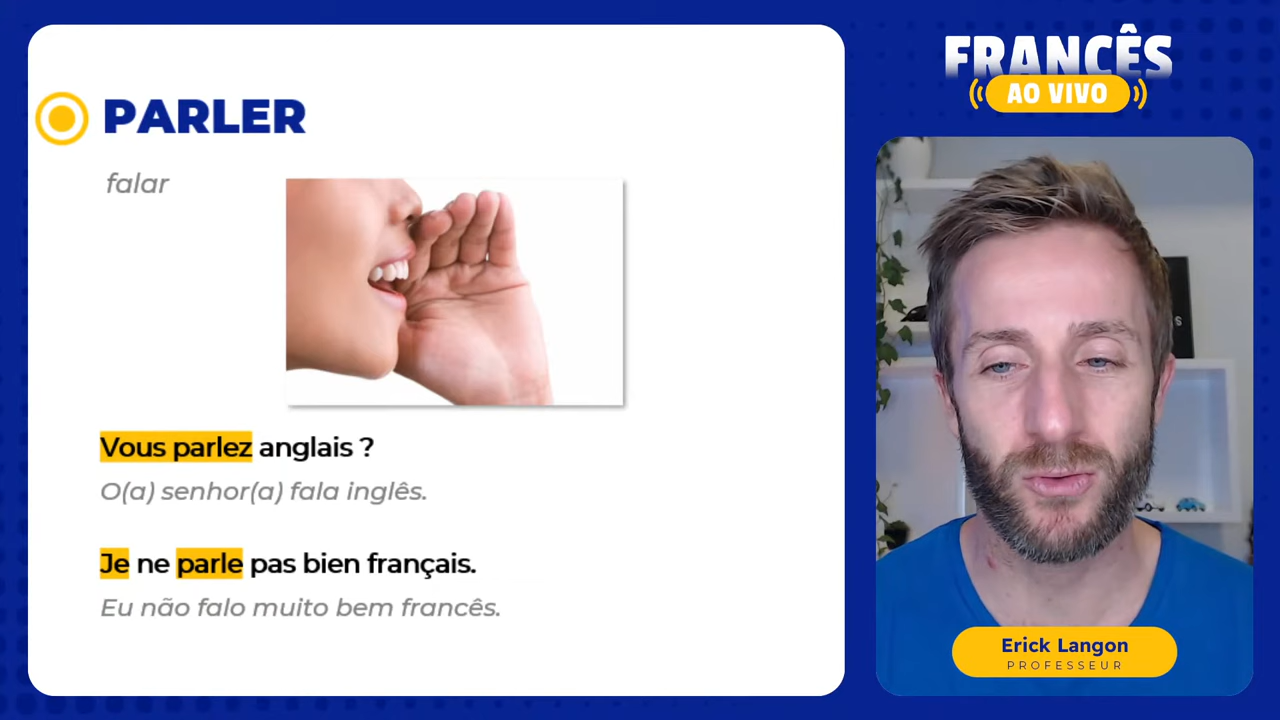 PARLER
falar
Vous parlez anglais ?
O(a) senhor(a) fala inglês.
Je ne parle pas bien français.
Eu não falo muito bem francês.
FRANCÊS
AO VIVO
Erick Langon
PROFESSEUR